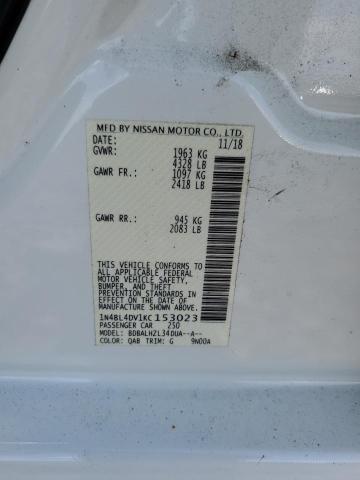 MFD BY NISSAN MOTOR CO., LTD.
DATE: 11/18
GVWR: 1963 KG
4328 LB
GAWR FR: 1097 KG
2418 LB
GAWR RR: 945 KG
2083 LB
THIS VEHICLE CONFORMS TO
ALL APPLICABLE FEDERAL
MOTOR VEHICLE SAFETY,
BUMPER, AND THEFT
PREVENTION STANDARDS IN
EFFECT ON THE DATE OF
MANUFACTURE SHOWN ABOVE.
1N4BL4DV1KC153023
PASSENGER CAR 250
MODEL: BDBALHZL34DUA--A--
COLOR: QAB TRIM: G 9N00A